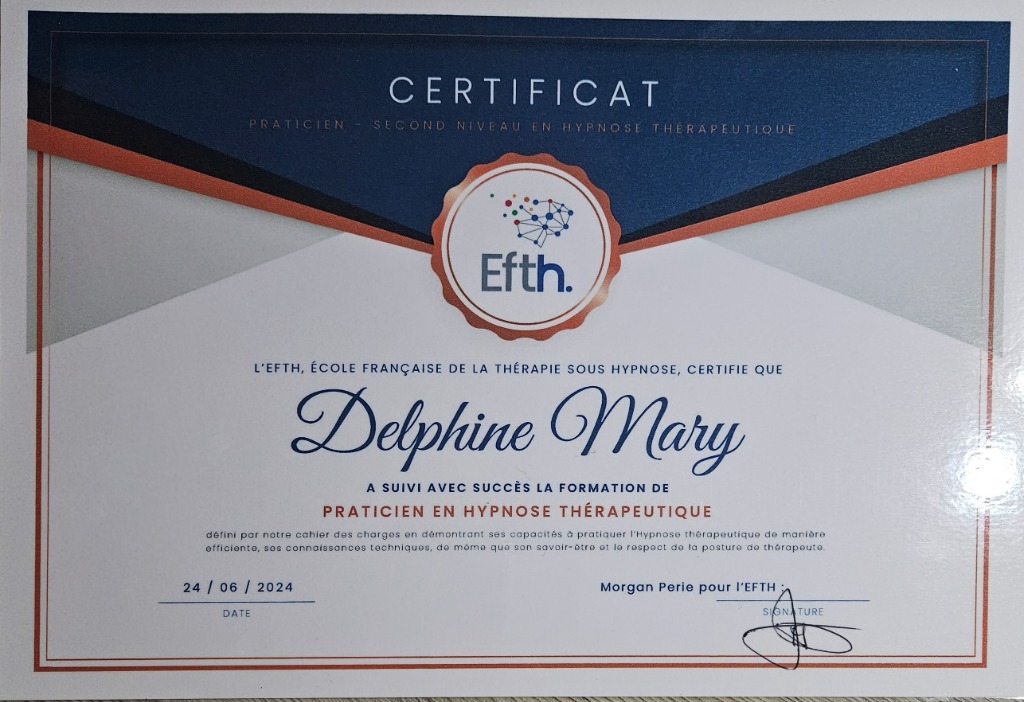 CERTIFICAT
PRATICIEN - SECOND NIVEAU EN HYPNOSE THÉRAPEUTIQUE
Efth.
L'EFTH, ÉCOLE FRANÇAISE DE LA THÉRAPIE SOUS HYPNOSE, CERTIFIE QUE
Delphine Mary
A SUIVI AVEC SUCCÈS LA FORMATION DE
PRATICIEN EN HYPNOSE THÉRAPEUTIQUE
défini par notre cahier des charges en démontrant ses capacités à pratiquer l'Hypnose thérapeutique de manière
efficiente, ses connaissances techniques, de même que son savoir-être et le respect de la posture de thérapeute.
24 / 06 / 2024
DATE
Morgan Perie pour l'EFTH :
SIGNATURE